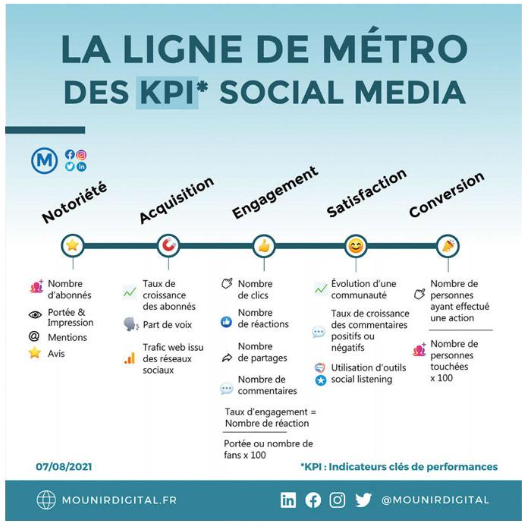 LA LIGNE DE MÉTRO
DES KPI* SOCIAL MEDIA
M
Notoriété
Acquisition
Engagement
Satisfaction
Conversion
Nombre
d'abonnés
Portée &
Impression
Mentions
Avis
Taux de
croissance
des abonnés
Part de voix
Trafic web issu
des réseaux
sociaux
Nombre
de clics
Nombre
de réactions
Nombre
de partages
Nombre de
commentaires
Taux d'engagement =
Nombre de réaction
Portée ou nombre de
fans x 100
Évolution d'une
communauté
Taux de croissance
des commentaires
positifs ou
négatifs
Utilisation d'outils
social listening
Nombre de
personnes
ayant effectué
une action
Nombre de
personnes
touchées
x 100
07/08/2021
*KPI : Indicateurs clés de performances
MOUNIRDIGITAL.FR
@MOUNIRDIGITAL